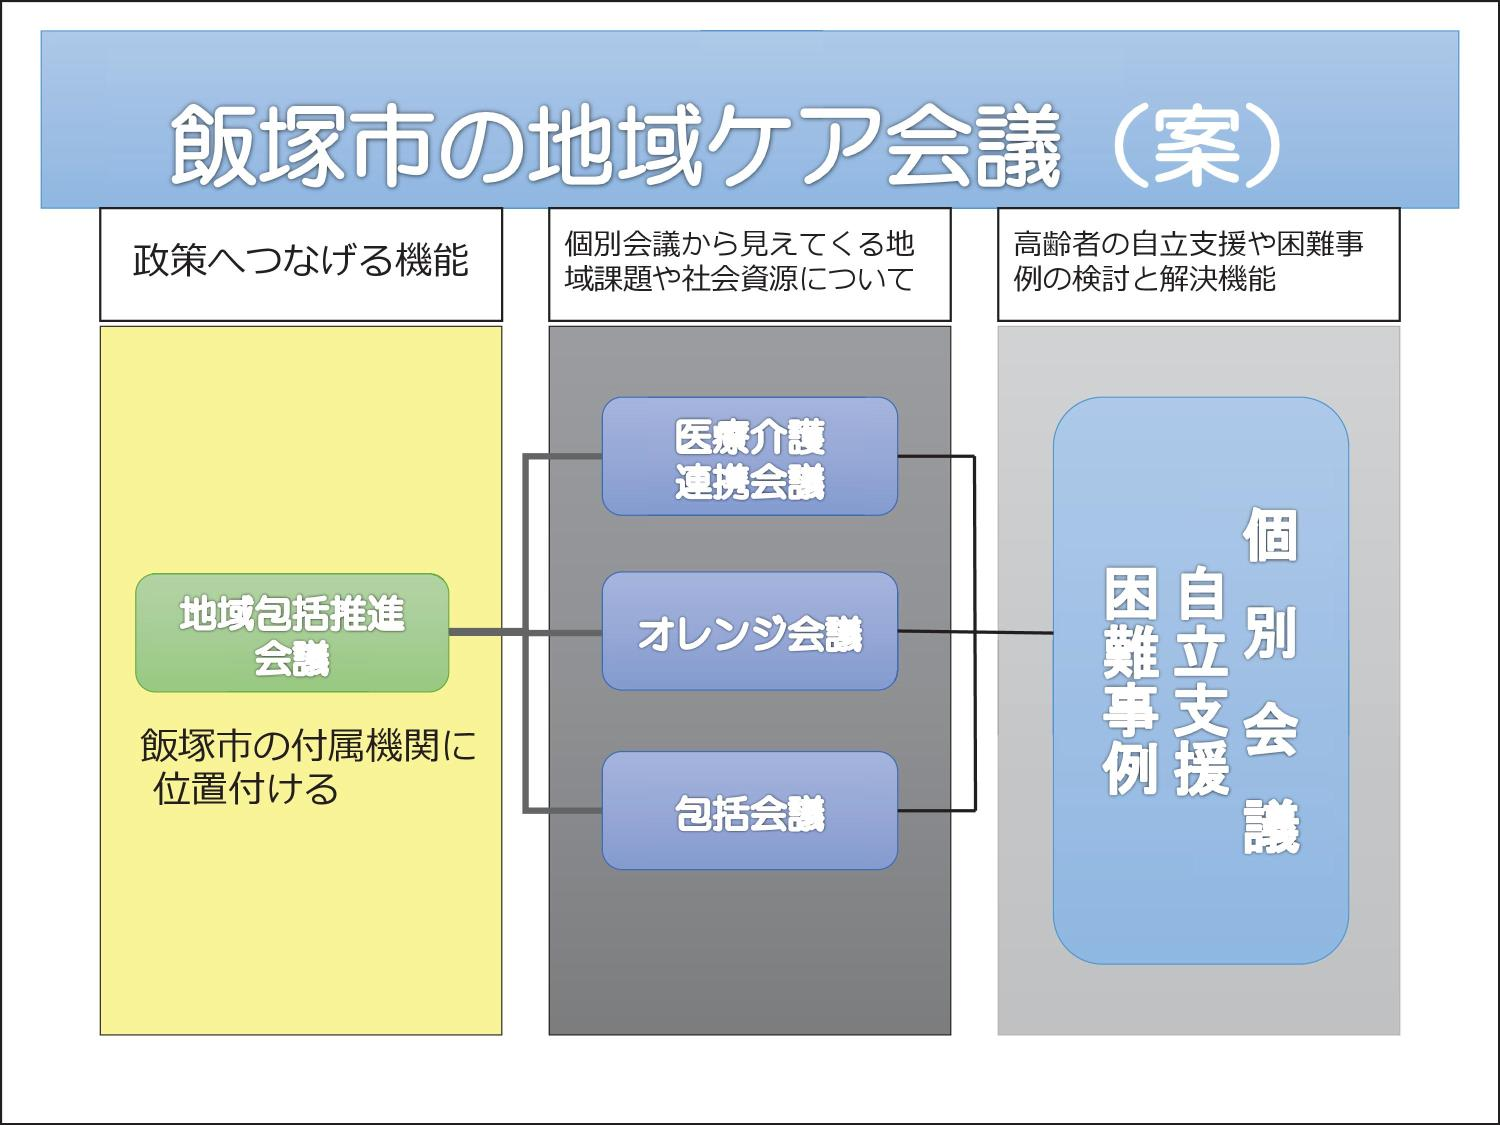 飯塚市の地域ケア会議（案）
政策へつなげる機能
個別会議から見えてくる地
域課題や社会資源について
高齢者の自立支援や困難事
例の検討と解決機能
地域包括推進
会議
飯塚市の付属機関に
位置付ける
医療介護
連携会議
オレンジ会議
包括会議
個別会議
自立支援
困難事例